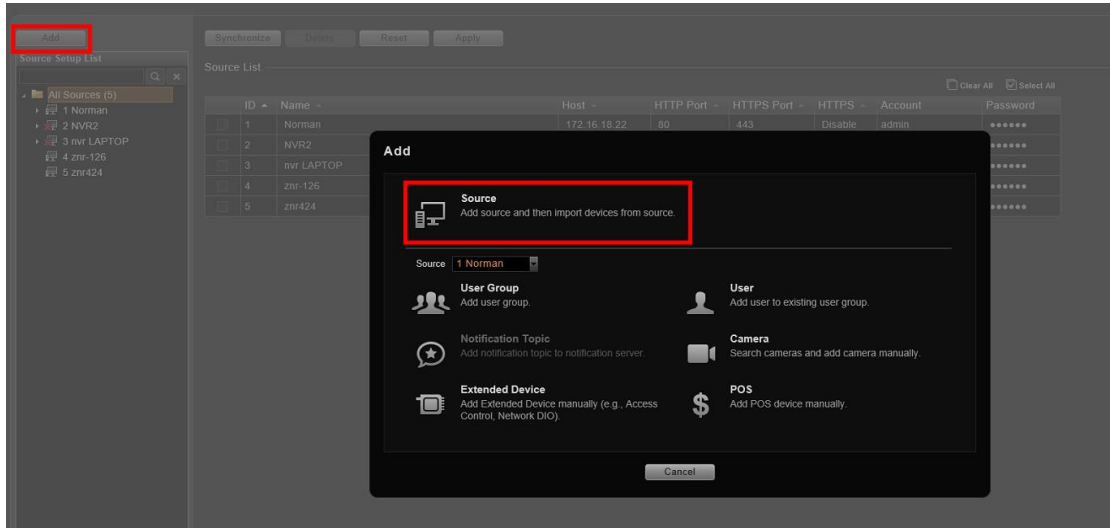 Add
Synchronize Delete Reset Apply
Source Setup List
Source List
Clear All Select All
All Sources (5)
1 Norman
2 NVR2
3 nvr LAPTOP
4 znr-126
5 znr424
ID Name Host HTTP Port HTTPS Port HTTPS Account Password
1 Norman 172.16.18.22 80 443 Disable admin ●●●●●●
2 NVR2 ●●●●●●
3 nvr LAPTOP ●●●●●●
4 znr-126 ●●●●●●
5 znr424 ●●●●●●
Add
Source
Add source and then import devices from source.
Source 1 Norman
User Group
Add user group.
User
Add user to existing user group.
Notification Topic
Add notification topic to notification server.
Camera
Search cameras and add camera manually.
Extended Device
Add Extended Device manually (e.g., Access
Control, Network DIO).
POS
Add POS device manually.
Cancel